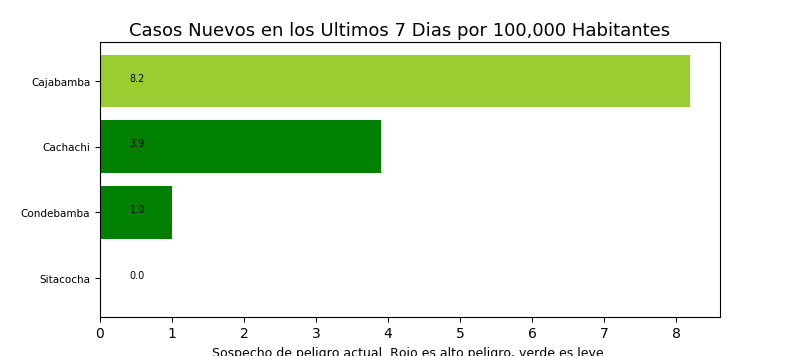 Casos Nuevos en los Ultimos 7 Dias por 100,000 Habitantes
Cajabamba
8.2
Cachachi
3.9
Condebamba
1.0
Sitacocha
0.0
0 1 2 3 4 5 6 7 8
Sospecho de peligro actual. Rojo es alto peligro, verde es leve